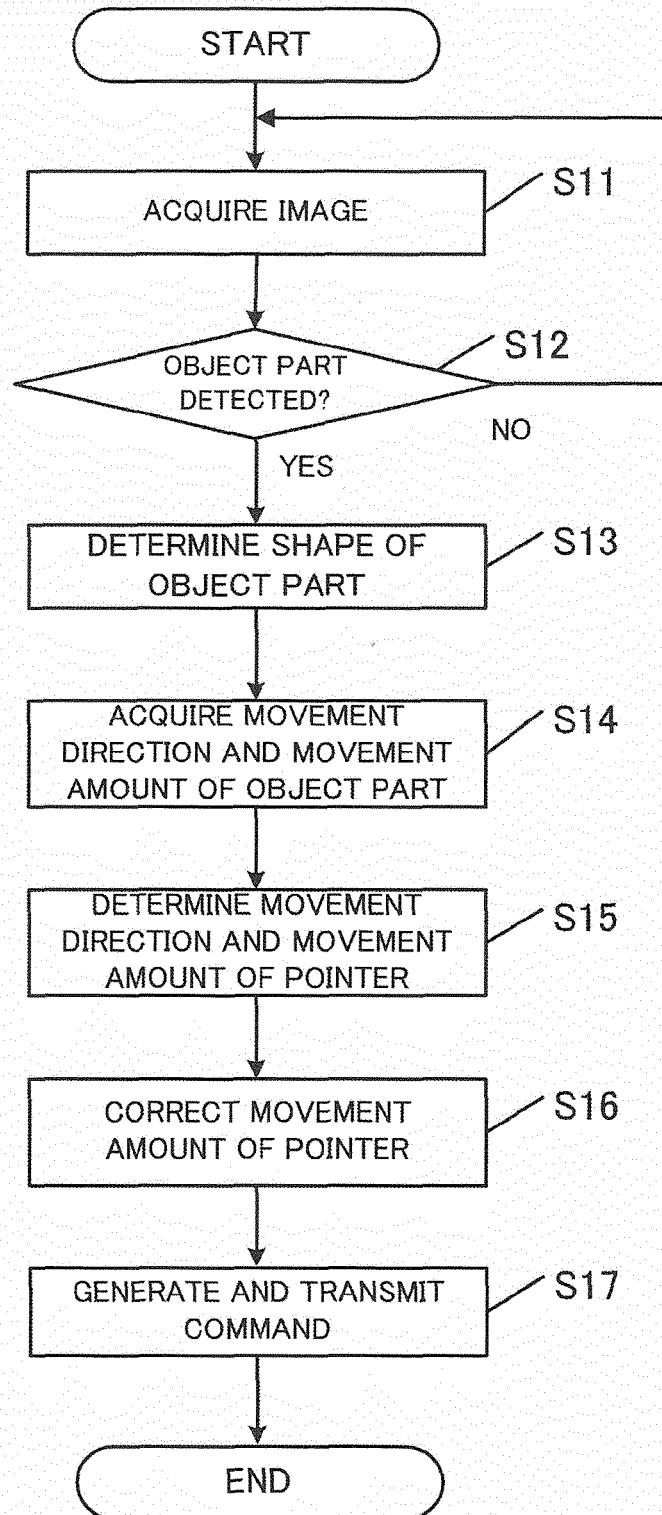 START
ACQUIRE IMAGE
S11
OBJECT PART
DETECTED?
S12
NO
YES
DETERMINE SHAPE OF
OBJECT PART
S13
ACQUIRE MOVEMENT
DIRECTION AND MOVEMENT
AMOUNT OF OBJECT PART
S14
DETERMINE MOVEMENT
DIRECTION AND MOVEMENT
AMOUNT OF POINTER
S15
CORRECT MOVEMENT
AMOUNT OF POINTER
S16
GENERATE AND TRANSMIT
COMMAND
S17
END